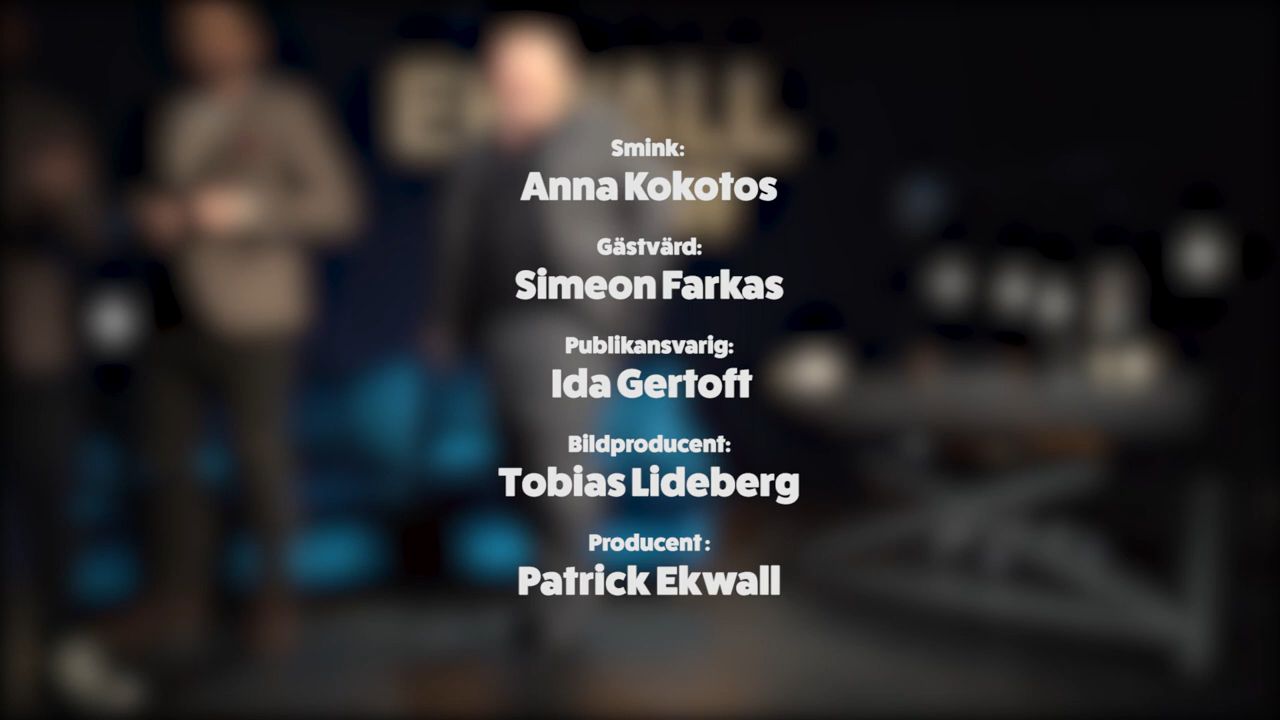 Smink:
Anna Kokotos
Gästvärd:
Simeon Farkas
Publikansvarig:
Ida Gertoft
Bildproducent:
Tobias Lideberg
Producent:
Patrick Ekwall